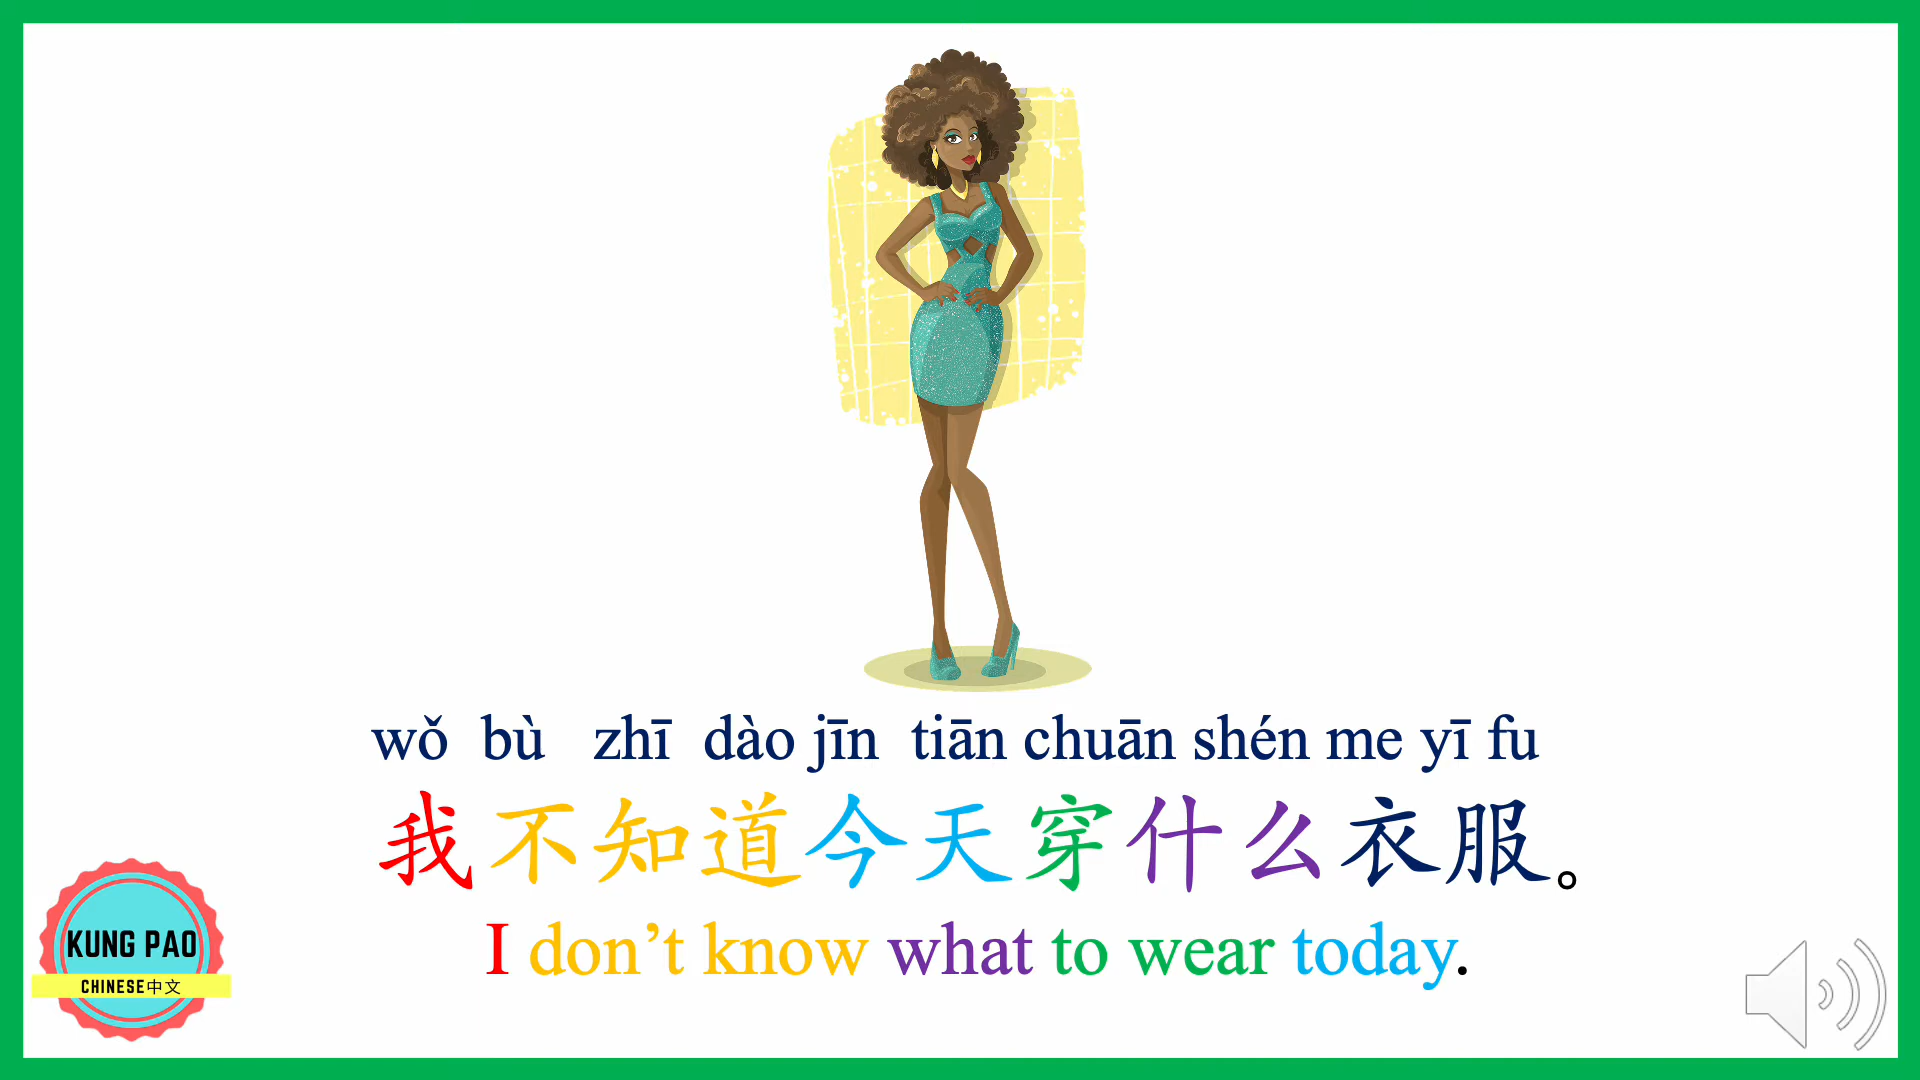 wǒ bù zhī dào jīn tiān chuān shén me yī fu
我不知道今天穿什么衣服。
I don’t know what to wear today.
KUNG PAO
CHINESE中文